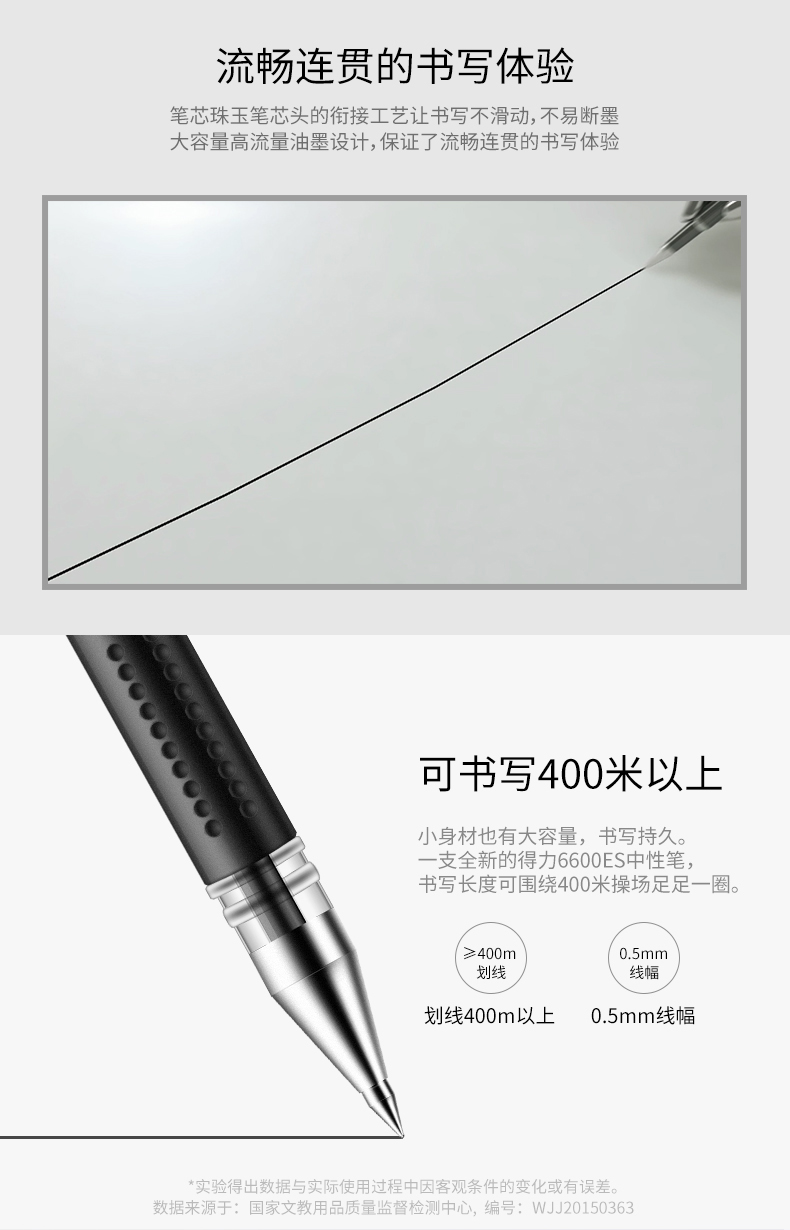 流畅连贯的书写体验
笔芯珠玉笔芯头的衔接工艺让书写不滑动,不易断墨
大容量高流量油墨设计,保证了流畅连贯的书写体验
可书写400米以上
小身材也有大容量，书写持久。
一支全新的得力6600ES中性笔，
书写长度可围绕400米操场足足一圈。
≥400m
划线
0.5mm
线幅
划线400m以上
0.5mm线幅
*实验得出数据与实际使用过程中因客观条件的变化或有误差。
数据来源于：国家文教用品质量监督检测中心, 编号：WJJ20150363